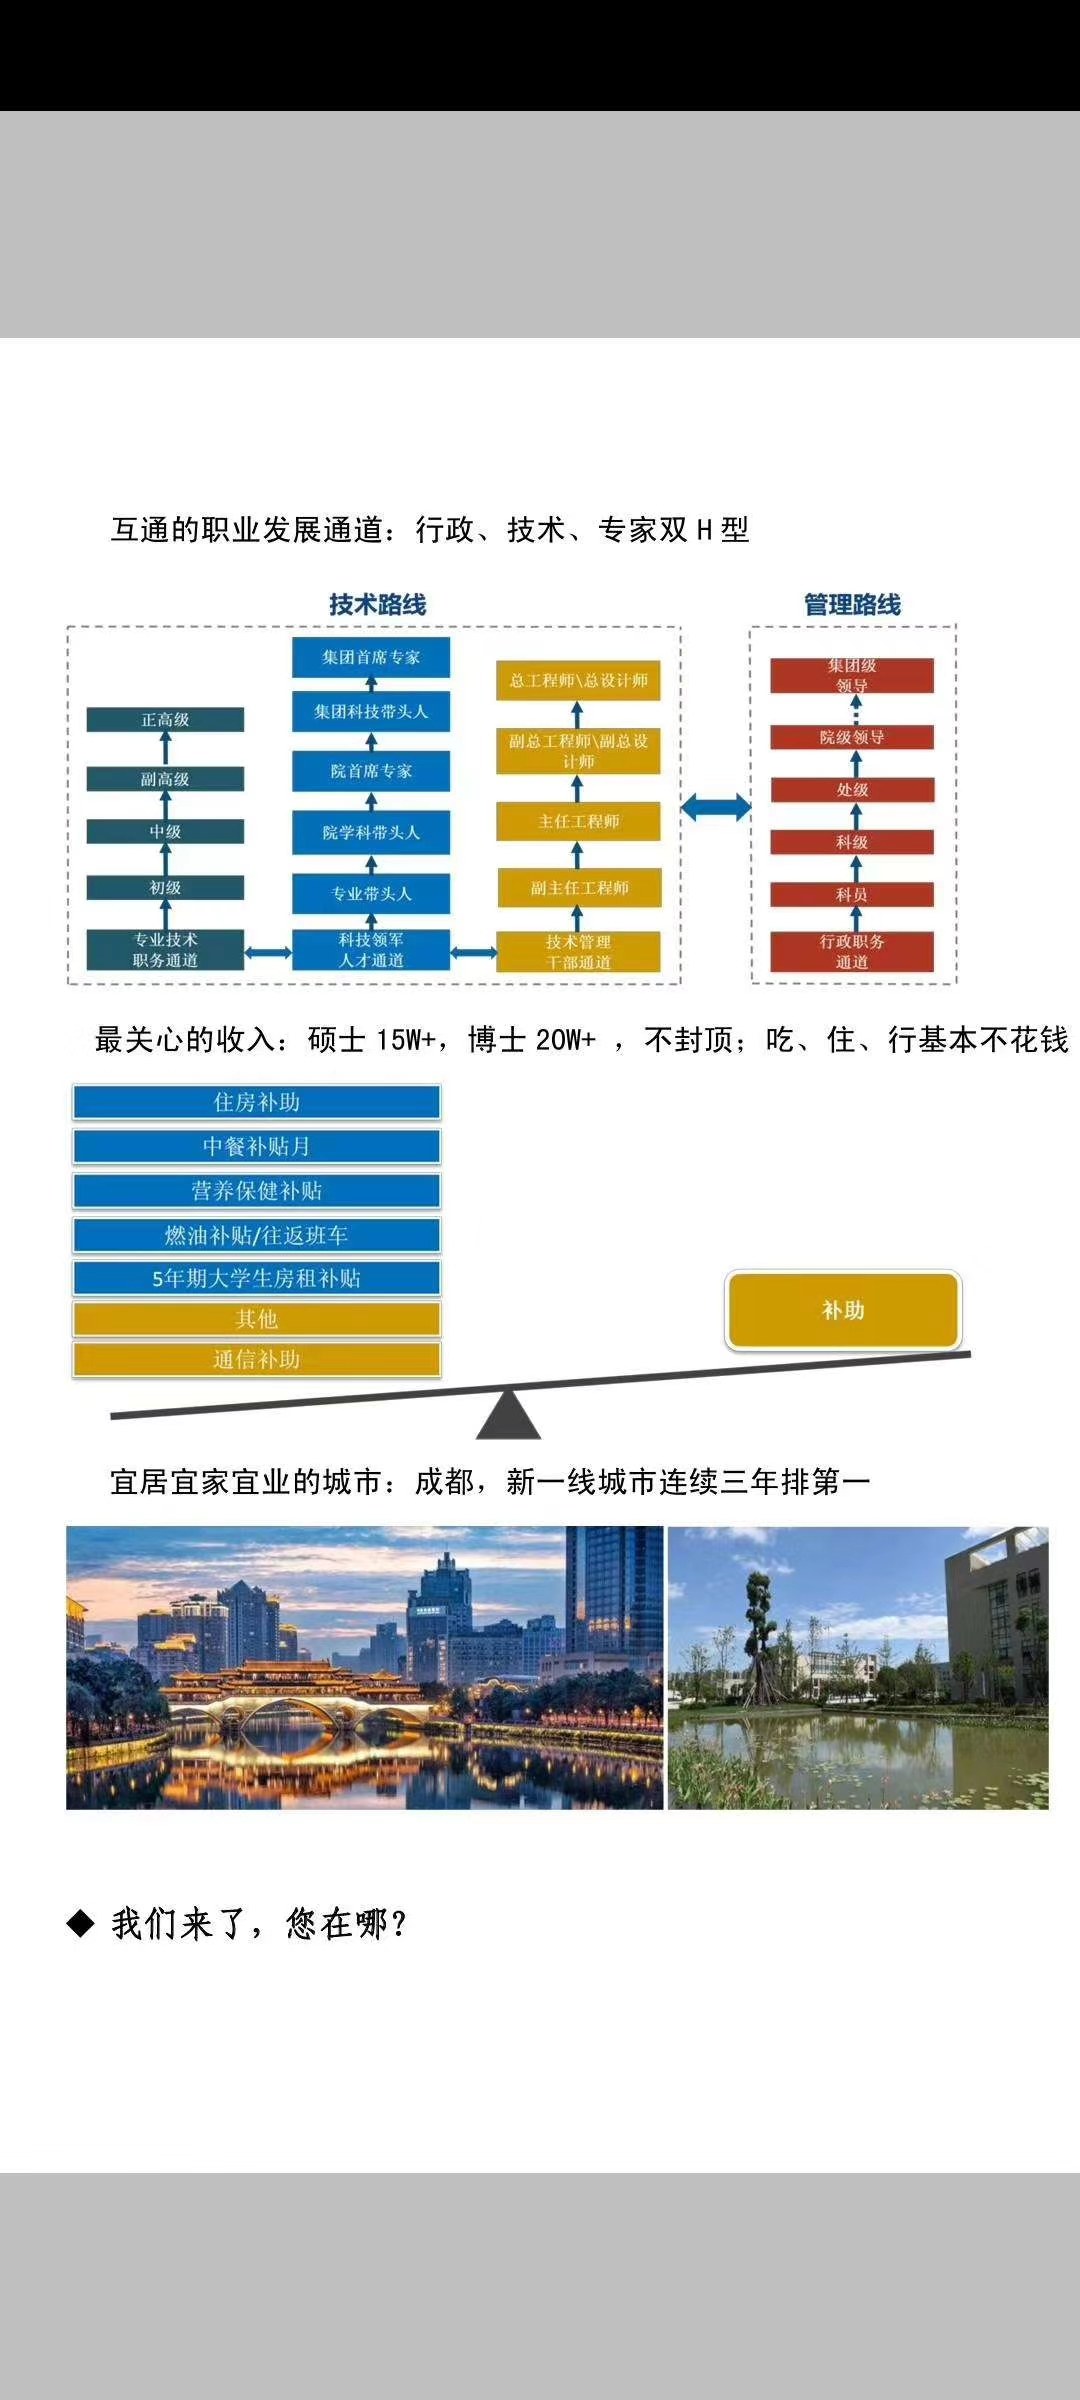 互通的职业发展通道：行政、技术、专家双 H 型
技术路线
管理路线
正高级
副高级
中级
初级
专业技术
职务通道
集团首席专家
集团科技带头人
院首席专家
院学科带头人
专业带头人
科技领军
人才通道
总工程师\总设计师
副总工程师\副总设
计师
主任工程师
副主任工程师
技术管理
干部通道
集团级
领导
院级领导
处级
科级
科员
行政职务
通道
最关心的收入：硕士 15W+，博士 20W+ ，不封顶；吃、住、行基本不花钱
住房补助
中餐补贴月
营养保健补贴
燃油补贴/往返班车
5年期大学生房租补贴
其他
通信补助
补助
宜居宜家宜业的城市：成都，新一线城市连续三年排第一
◆ 我们来了，您在哪？